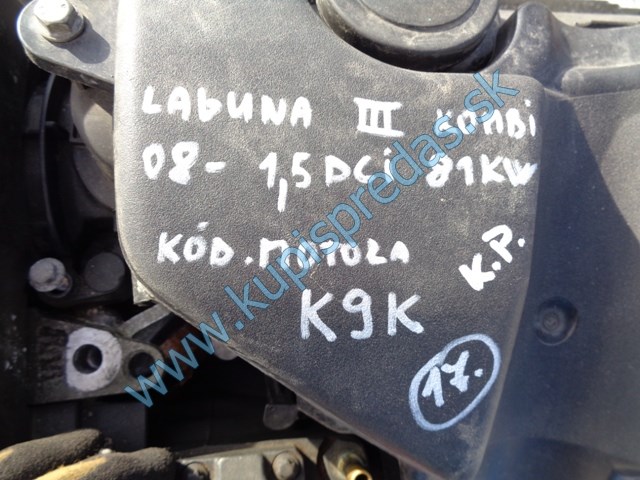 LAGUNA III KOMBI
08- 1,5 DCi 81KW
KÓD.MOTORA
K.P.
K9K
17.
www.kupispredas.sk